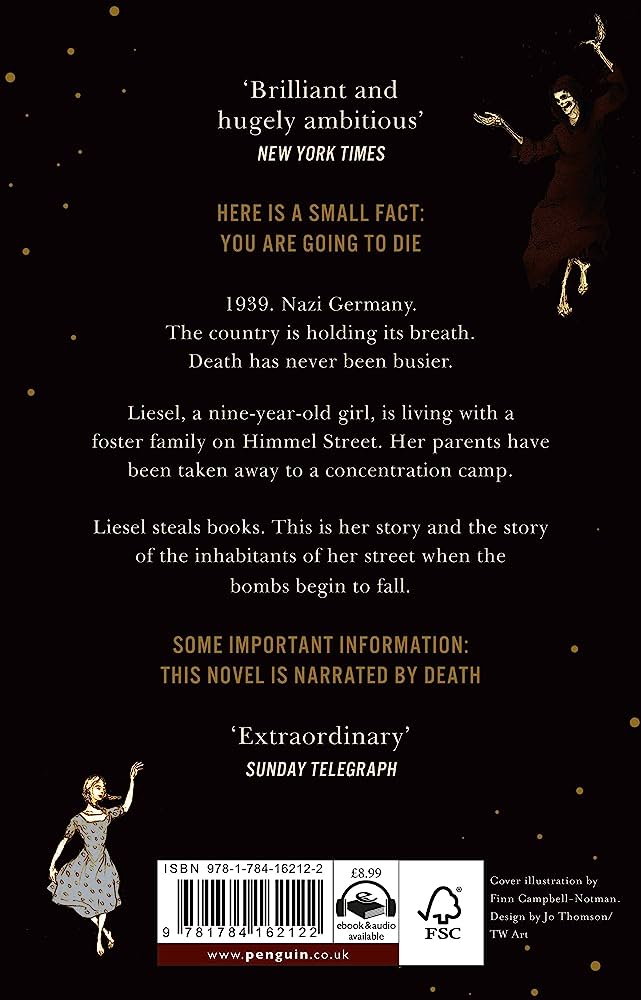 ‘Brilliant and
hugely ambitious’
NEW YORK TIMES
HERE IS A SMALL FACT:
YOU ARE GOING TO DIE
1939. Nazi Germany.
The country is holding its breath.
Death has never been busier.
Liesel, a nine-year-old girl, is living with a
foster family on Himmel Street. Her parents have
been taken away to a concentration camp.
Liesel steals books. This is her story and the story
of the inhabitants of her street when the
bombs begin to fall.
SOME IMPORTANT INFORMATION:
THIS NOVEL IS NARRATED BY DEATH
‘Extraordinary’
SUNDAY TELEGRAPH
ISBN 978-1-784-16212-2
9 781784 162122
£8.99
ebook&audio
available
www.penguin.co.uk
FSC
Cover illustration by
Finn Campbell-Notman.
Design by Jo Thomson/
TW Art